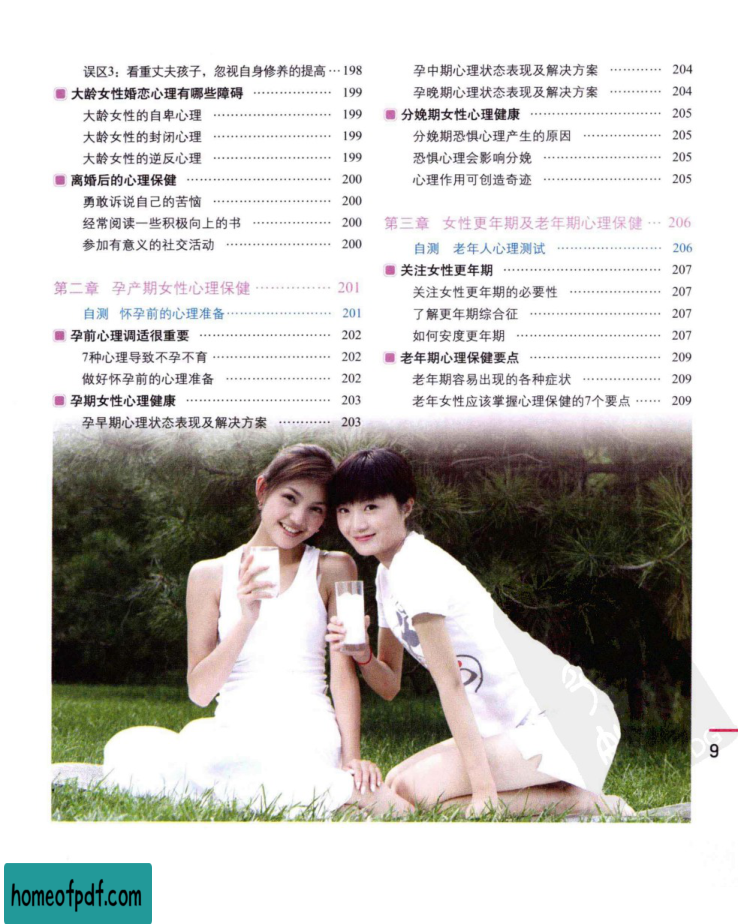 误区3：看重丈夫孩子，忽视自身修养的提高…198
■ 大龄女性婚恋心理有哪些障碍 ……………… 199
大龄女性的自卑心理 ……………… 199
大龄女性的封闭心理 ……………… 199
大龄女性的逆反心理 ……………… 199
■ 离婚后的心理保健 ……………… 200
勇敢诉说自己的苦恼 ……………… 200
经常阅读一些积极向上的书 ……………… 200
参加有意义的社交活动 ……………… 200
第二章 孕产期女性心理保健 …………… 201
自测 怀孕前的心理准备…………………… 201
■ 孕前心理调适很重要 ……………… 202
7种心理导致不孕不育 ……………… 202
做好怀孕前的心理准备 ……………… 202
■ 孕期女性心理健康 ……………… 203
孕早期心理状态表现及解决方案 ………… 203
孕中期心理状态表现及解决方案 ………… 204
孕晚期心理状态表现及解决方案 ………… 204
■ 分娩期女性心理健康 ……………… 205
分娩期恐惧心理产生的原因 ……………… 205
恐惧心理会影响分娩 ……………… 205
心理作用可创造奇迹 ……………… 205
第三章 女性更年期及老年期心理保健 … 206
自测 老年人心理测试 …………………… 206
■ 关注女性更年期 ……………… 207
关注女性更年期的必要性 ……………… 207
了解更年期综合征 ……………… 207
如何安度更年期 ……………… 207
■ 老年期心理保健要点 ……………… 209
老年期容易出现的各种症状 ……………… 209
老年女性应该掌握心理保健的7个要点 …… 209
9
homeofpdf.com